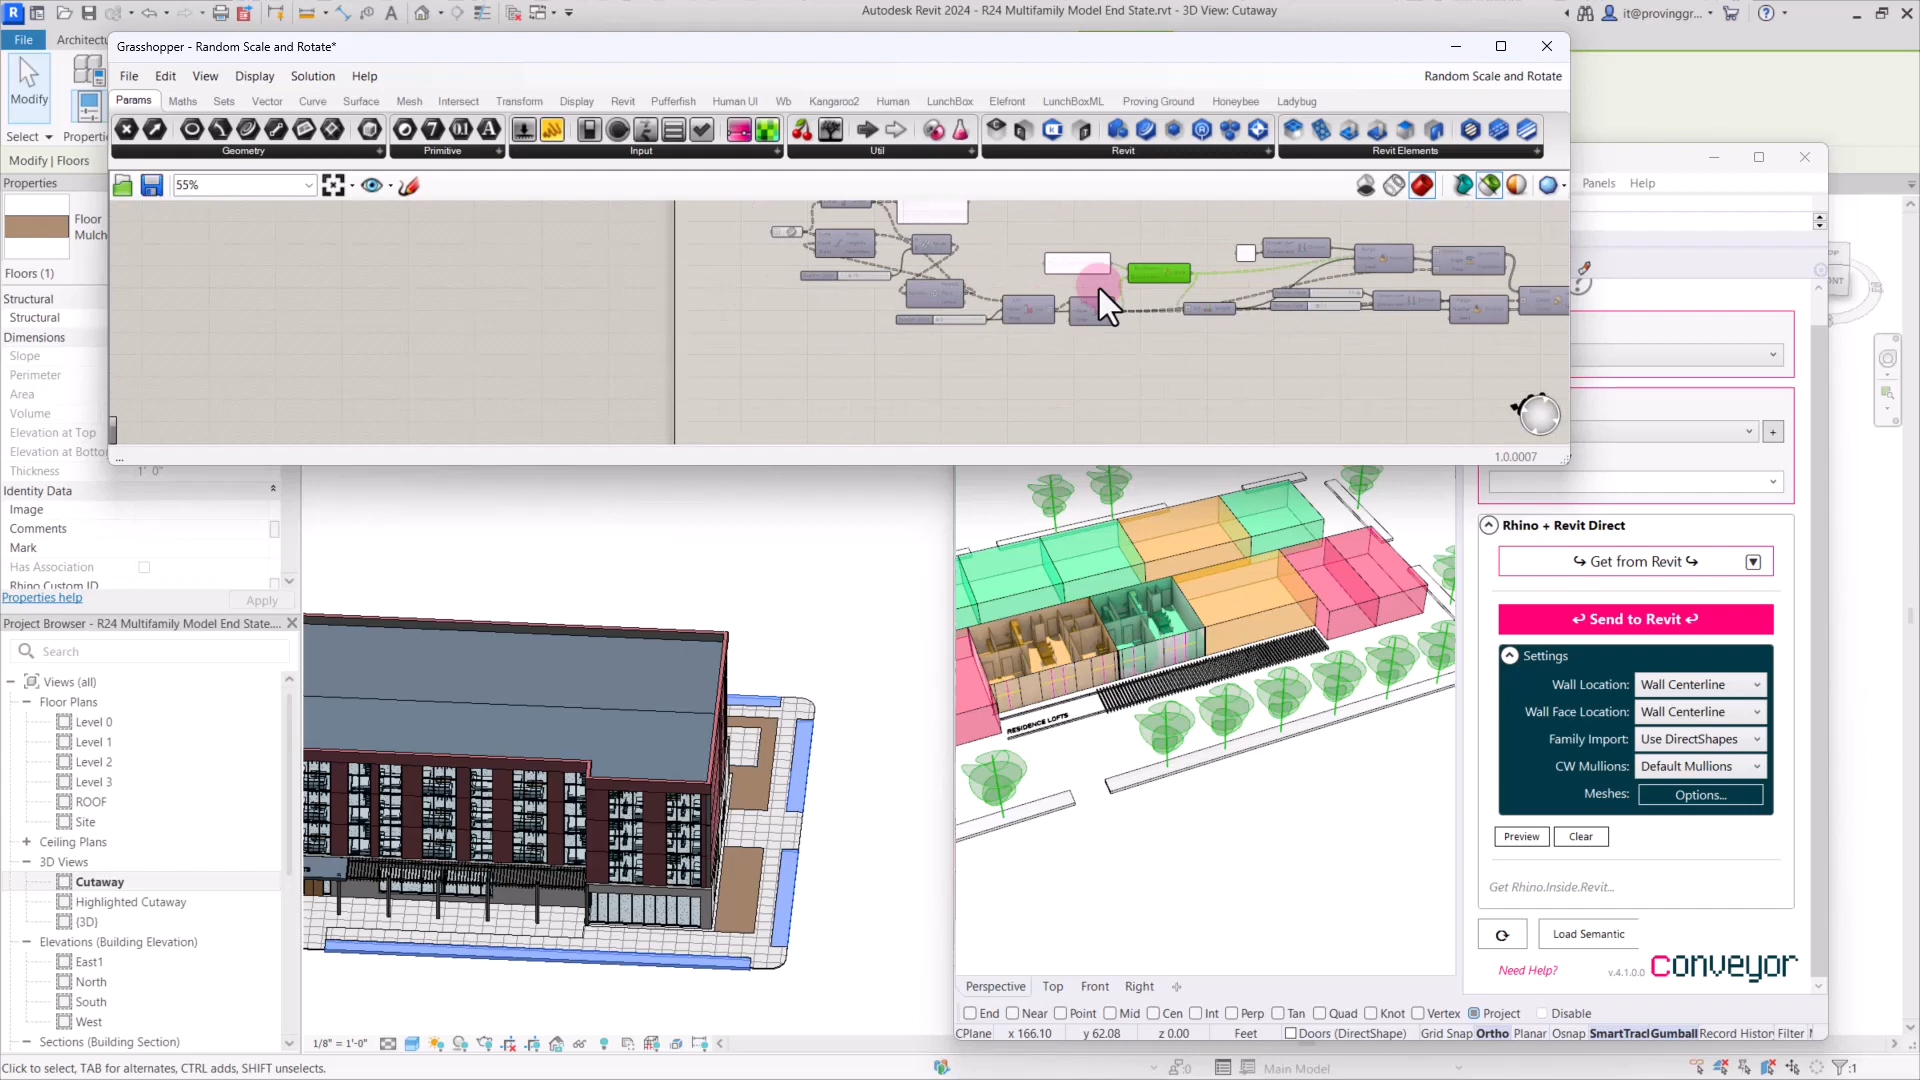 Autodesk Revit 2024 - R24 Multifamily Model End State.rvt - 3D View: Cutaway
it@provinggr...
File
Architectu
Modify
Select
Properti
Modify | Floors
Grasshopper - Random Scale and Rotate*
File Edit View Display Solution Help
Random Scale and Rotate
Params Maths Sets Vector Curve Surface Mesh Intersect Transform Display Revit Pufferfish Human UI Wb Kangaroo2 Human LunchBox Elefront LunchBoxML Proving Ground Honeybee Ladybug
Geometry Primitive Input Util Revit Revit Elements
55%
...
1.0.0007
Panels Help
Properties
Floor
Mulch
Floors (1)
Structural
Structural
Dimensions
Slope
Perimeter
Area
Volume
Elevation at Top
Elevation at Botto
Thickness 1' 0"
Identity Data
Image
Comments
Mark
Has Association
Rhino Custom ID
Properties help
Apply
Project Browser - R24 Multifamily Model End State....
Search
Views (all)
Floor Plans
Level 0
Level 1
Level 2
Level 3
ROOF
Site
Ceiling Plans
3D Views
Cutaway
Highlighted Cutaway
{3D}
Elevations (Building Elevation)
East1
North
South
West
Sections (Building Section)
1/8" = 1'-0"
RESIDENCE LOFTS
Perspective Top Front Right
End Near Point Mid Cen Int Perp Tan Quad Knot Vertex Project Disable
CPlane x 166.10 y 62.08 z 0.00 Feet Doors (DirectShape) Grid Snap Ortho Planar Osnap SmartTracl Gumball Record History Filter
Rhino + Revit Direct
Get from Revit
Send to Revit
Settings
Wall Location: Wall Centerline
Wall Face Location: Wall Centerline
Family Import: Use DirectShapes
CW Mullions: Default Mullions
Meshes: Options...
Preview Clear
Get Rhino.Inside.Revit...
Load Semantic
Need Help? v.4.1.0.0 conveyor
Click to select, TAB for alternates, CTRL adds, SHIFT unselects.
:0
Main Model
:1